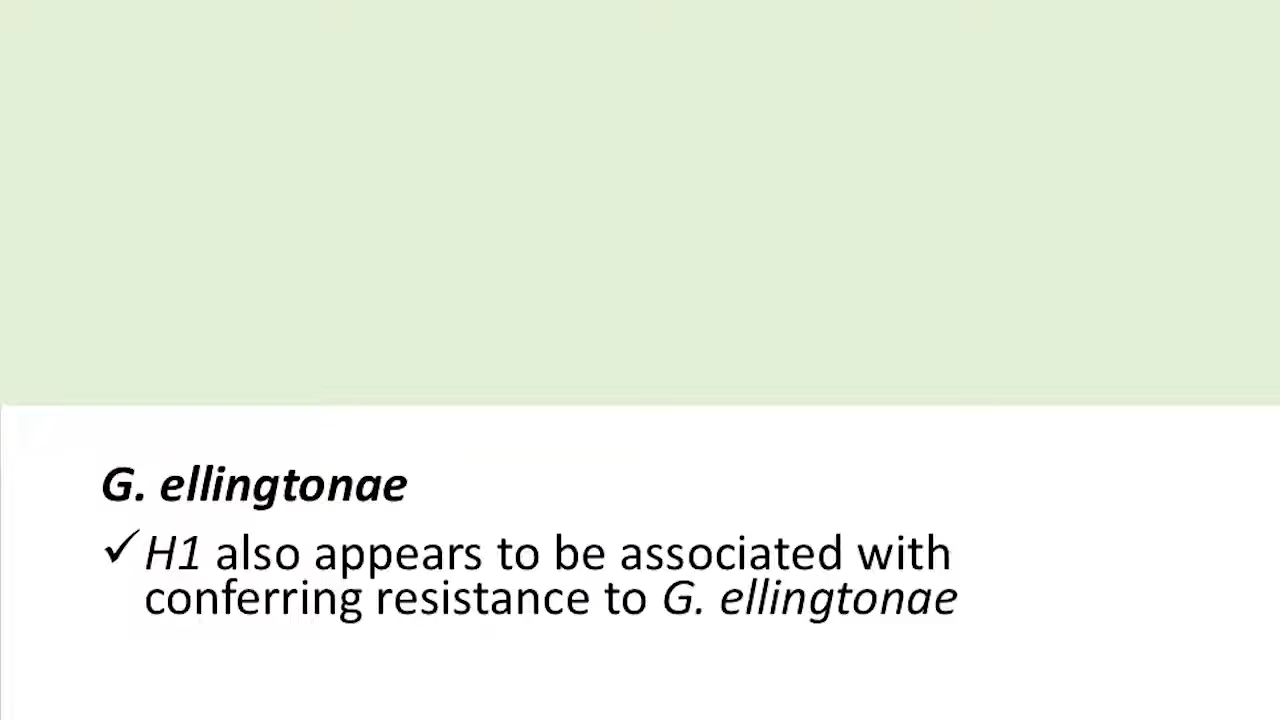 G. ellingtonae
✓H1 also appears to be associated with
conferring resistance to G. ellingtonae